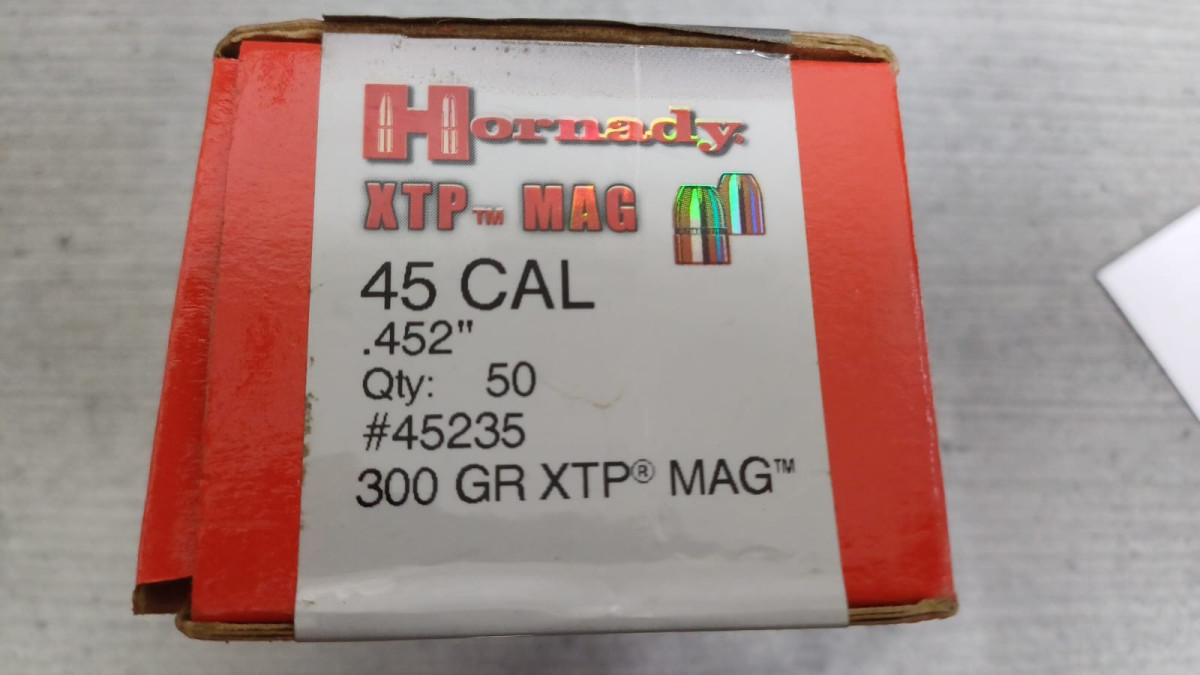 Hornady
XTP™ MAG
45 CAL
.452"
Qty: 50
#45235
300 GR XTP® MAG™